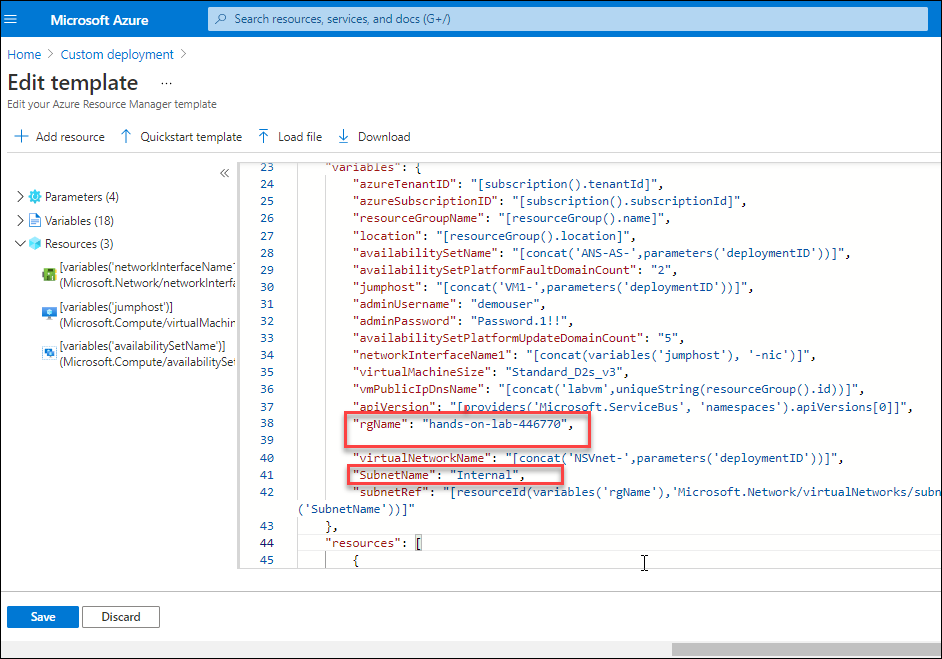 Microsoft Azure
Search resources, services, and docs (G+/)
Home > Custom deployment >
Edit template ...
Edit your Azure Resource Manager template
Add resource Quickstart template Load file Download
«
Parameters (4)
Variables (18)
Resources (3)
[variables('networkInterfaceName1
(Microsoft.Network/networkInterfa
[variables('jumphost')]
(Microsoft.Compute/virtualMachin
[variables('availabilitySetName')]
(Microsoft.Compute/availabilitySet
23 "variables": {
24 "azureTenantID": "[subscription().tenantId]",
25 "azureSubscriptionID": "[subscription().subscriptionId]",
26 "resourceGroupName": "[resourceGroup().name]",
27 "location": "[resourceGroup().location]",
28 "availabilitySetName": "[concat('ANS-AS-',parameters('deploymentID'))]",
29 "availabilitySetPlatformFaultDomainCount": "2",
30 "jumphost": "[concat('VM1-',parameters('deploymentID'))]",
31 "adminUsername": "demouser",
32 "adminPassword": "Password.1!!",
33 "availabilitySetPlatformUpdateDomainCount": "5",
34 "networkInterfaceName1": "[concat(variables('jumphost'), '-nic')]",
35 "virtualMachineSize": "Standard_D2s_v3",
36 "vmPublicIpDnsName": "[concat('labvm',uniqueString(resourceGroup().id))]",
37 "apiVersion": "[providers('Microsoft.ServiceBus', 'namespaces').apiVersions[0]]",
38 "rgName": "hands-on-lab-446770",
39
40 "virtualNetworkName": "[concat('NSVnet-',parameters('deploymentID'))]",
41 "SubnetName": "Internal",
42 "subnetRef": "[resourceId(variables('rgName'),'Microsoft.Network/virtualNetworks/subn
('SubnetName'))]"
43 },
44 "resources": [
45 {
Save Discard